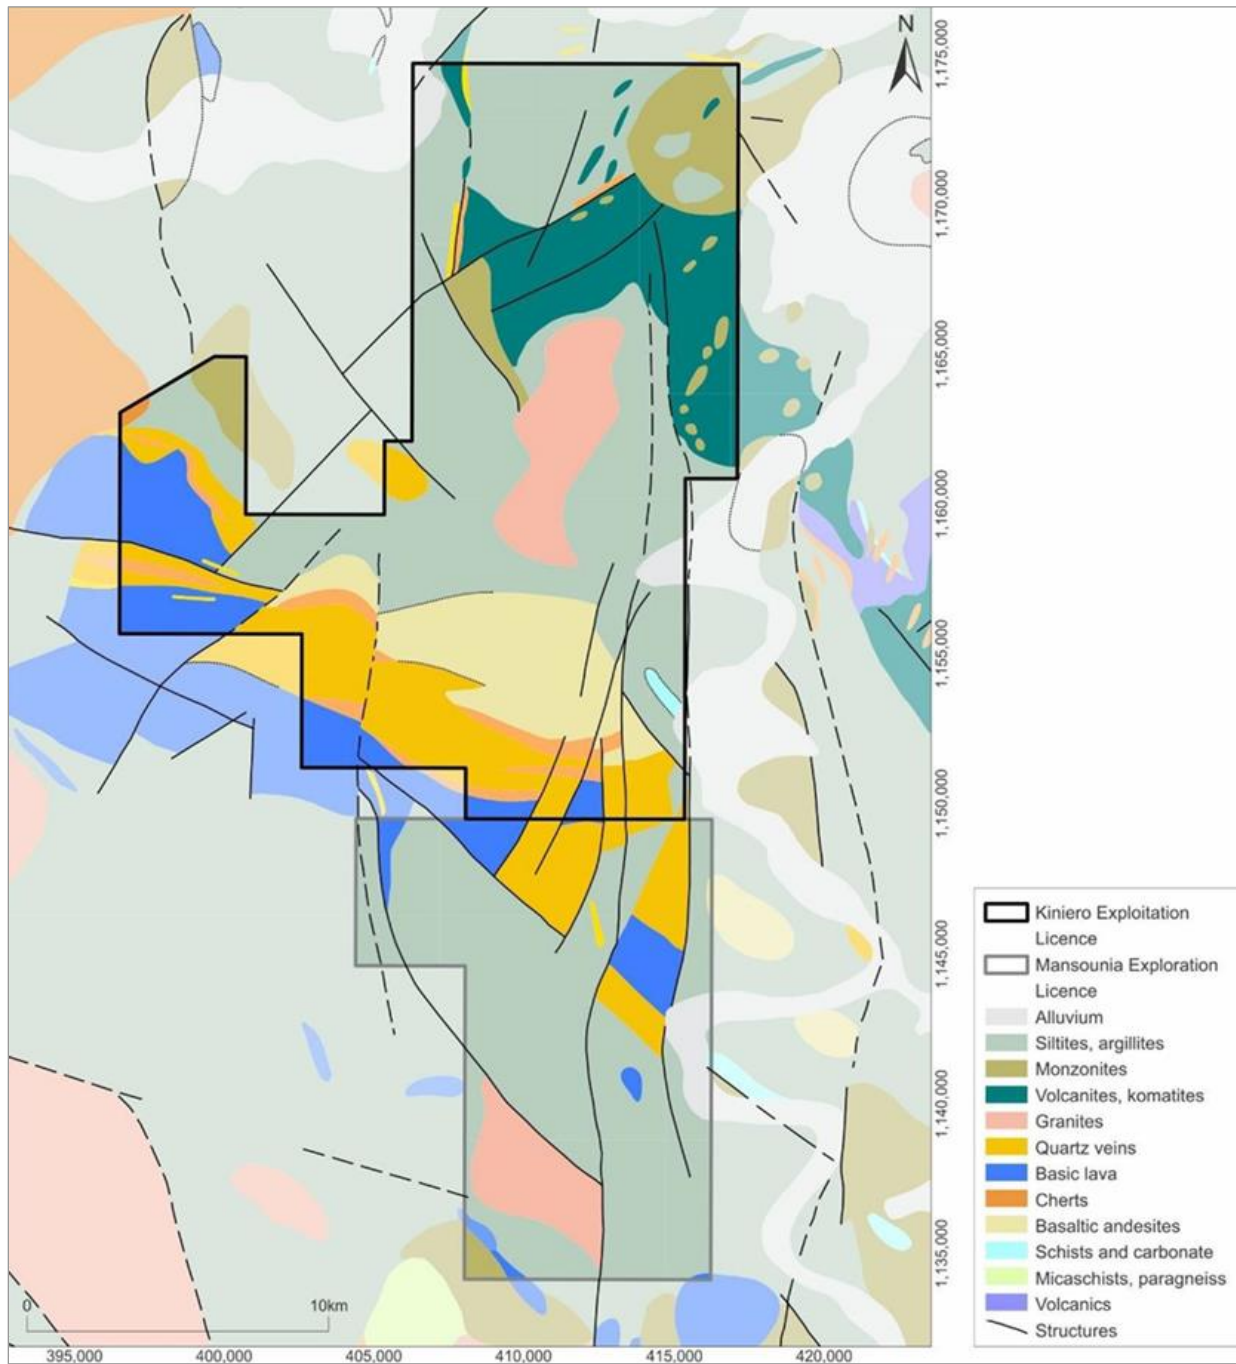 N
1,175,000
1,170,000
1,165,000
1,160,000
1,155,000
1,150,000
1,145,000
1,140,000
1,135,000
Kiniero Exploitation
Licence
Mansounia Exploration
Licence
Alluvium
Siltites, argillites
Monzonites
Volcanites, komatites
Granites
Quartz veins
Basic lava
Cherts
Basaltic andesites
Schists and carbonate
Micaschists, paragneiss
Volcanics
Structures
0 10km
395,000 400,000 405,000 410,000 415,000 420,000